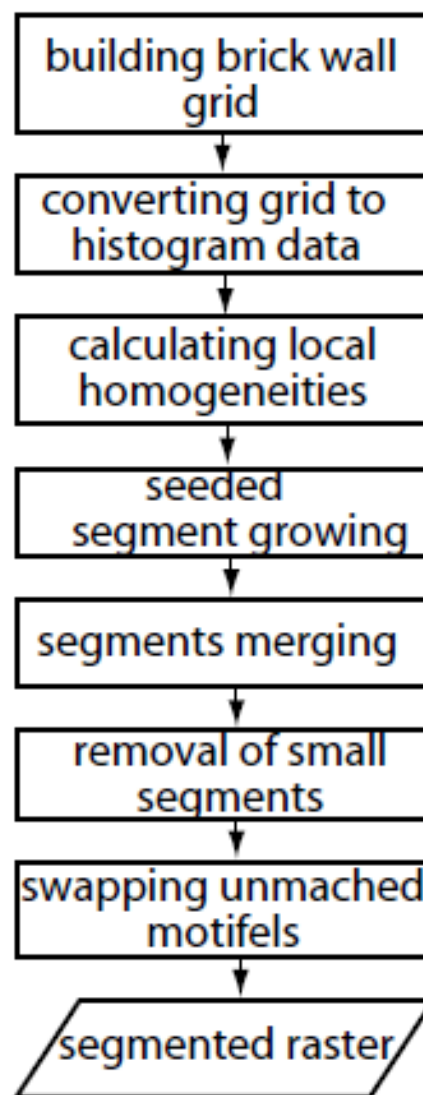 building brick wall
grid
converting grid to
histogram data
calculating local
homogeneities
seeded
segment growing
segments merging
removal of small
segments
swapping unmached
motifels
segmented raster